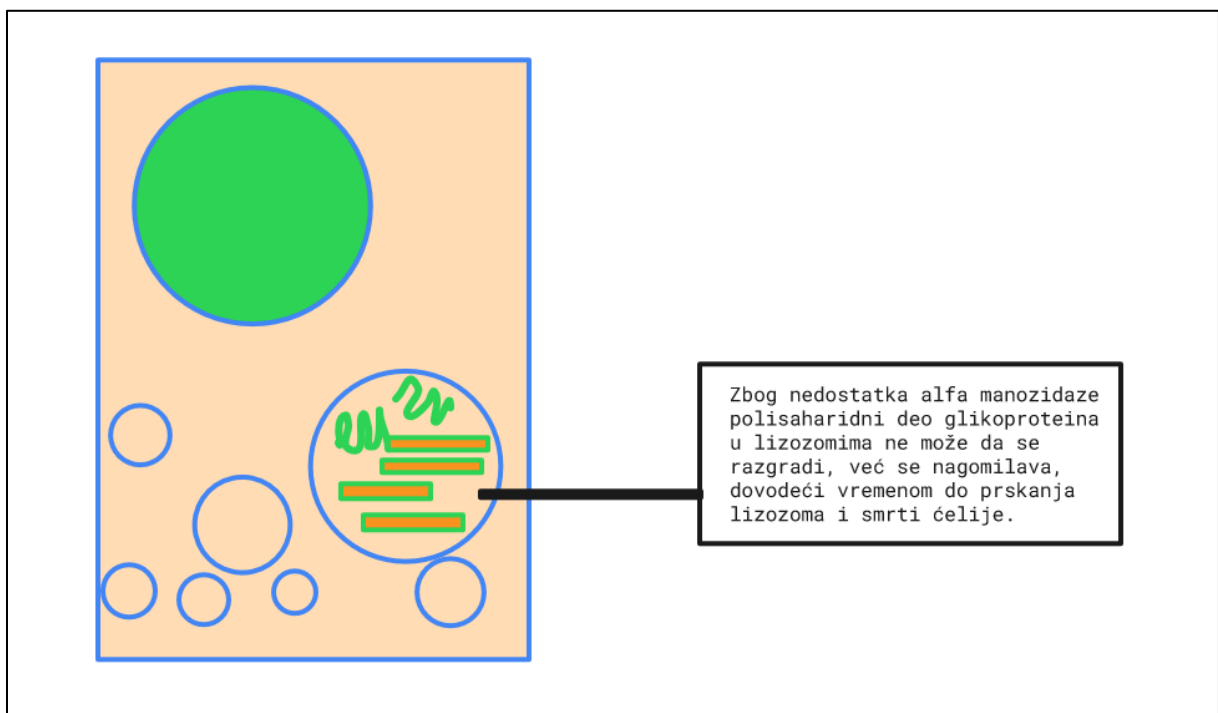 Zbog nedostatka alfa manozidaze
polisaharidni deo glikoproteina
u lizozomima ne može da se
razgradi, već se nagomilava,
dovodeći vremenom do prskanja
lizozoma i smrti ćelije.